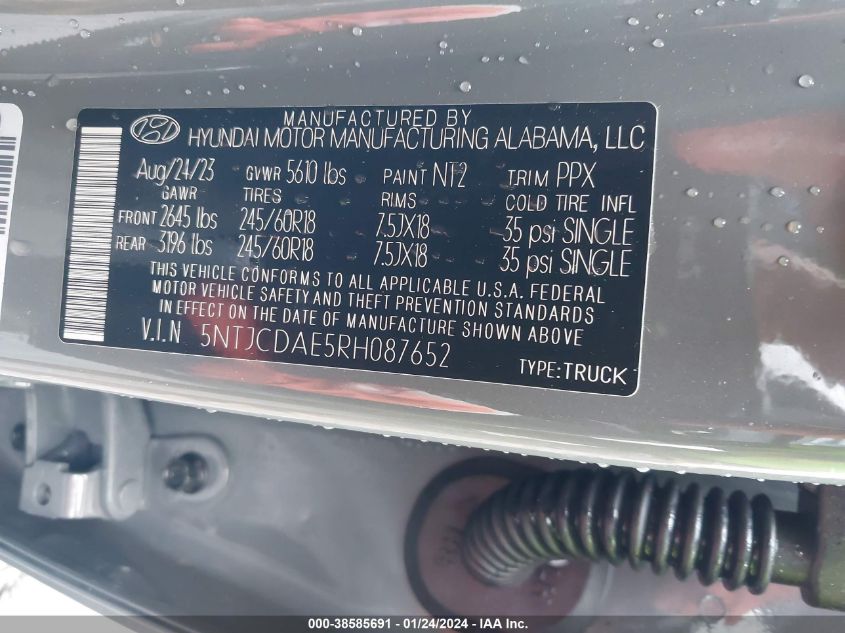 MANUFACTURED BY
HYUNDAI MOTOR MANUFACTURING ALABAMA, LLC
Aug/24/23 GVWR 5610 lbs PAINT NT2 TRIM PPX
GAWR TIRES RIMS COLD TIRE INFL
FRONT 2645 lbs 245/60R18 7.5JX18 35 psi SINGLE
REAR 3196 lbs 245/60R18 7.5JX18 35 psi SINGLE
THIS VEHICLE CONFORMS TO ALL APPLICABLE U.S.A. FEDERAL
MOTOR VEHICLE SAFETY AND THEFT PREVENTION STANDARDS
IN EFFECT ON THE DATE OF MANUFACTURE SHOWN ABOVE
V.I.N 5NTJCDAE5RH087652
TYPE:TRUCK
000-38585691 - 01/24/2024 - IAA Inc.